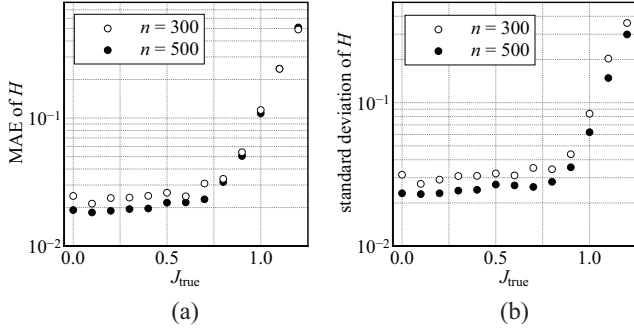 n = 300
n = 500
MAE of H
10⁻¹
10⁻²
0.0
0.5
1.0
J_true
(a)
n = 300
n = 500
standard deviation of H
10⁻¹
10⁻²
0.0
0.5
1.0
J_true
(b)